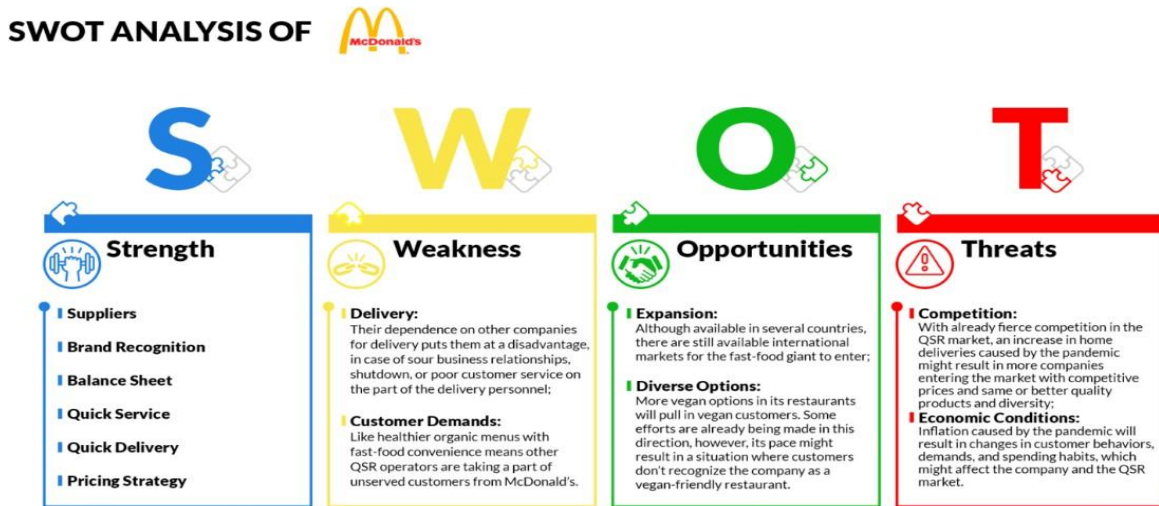 SWOT ANALYSIS OF
McDonald's
S
W
O
T
Strength
Suppliers
Brand Recognition
Balance Sheet
Quick Service
Quick Delivery
Pricing Strategy
Weakness
Delivery:
Their dependence on other companies
for delivery puts them at a disadvantage,
in case of sour business relationships,
shutdown, or poor customer service on
the part of the delivery personnel;
Customer Demands:
Like healthier organic menus with
fast-food convenience means other
QSR operators are taking a part of
unserved customers from McDonald's.
Opportunities
Expansion:
Although available in several countries,
there are still available international
markets for the fast-food giant to enter;
Diverse Options:
More vegan options in its restaurants
will pull in vegan customers. Some
efforts are already being made in this
direction, however, its pace might
result in a situation where customers
don't recognize the company as a
vegan-friendly restaurant.
Threats
Competition:
With already fierce competition in the
QSR market, an increase in home
deliveries caused by the pandemic
might result in more companies
entering the market with competitive
prices and same or better quality
products and diversity;
Economic Conditions:
Inflation caused by the pandemic will
result in changes in customer behaviors,
demands, and spending habits, which
might affect the company and the QSR
market.